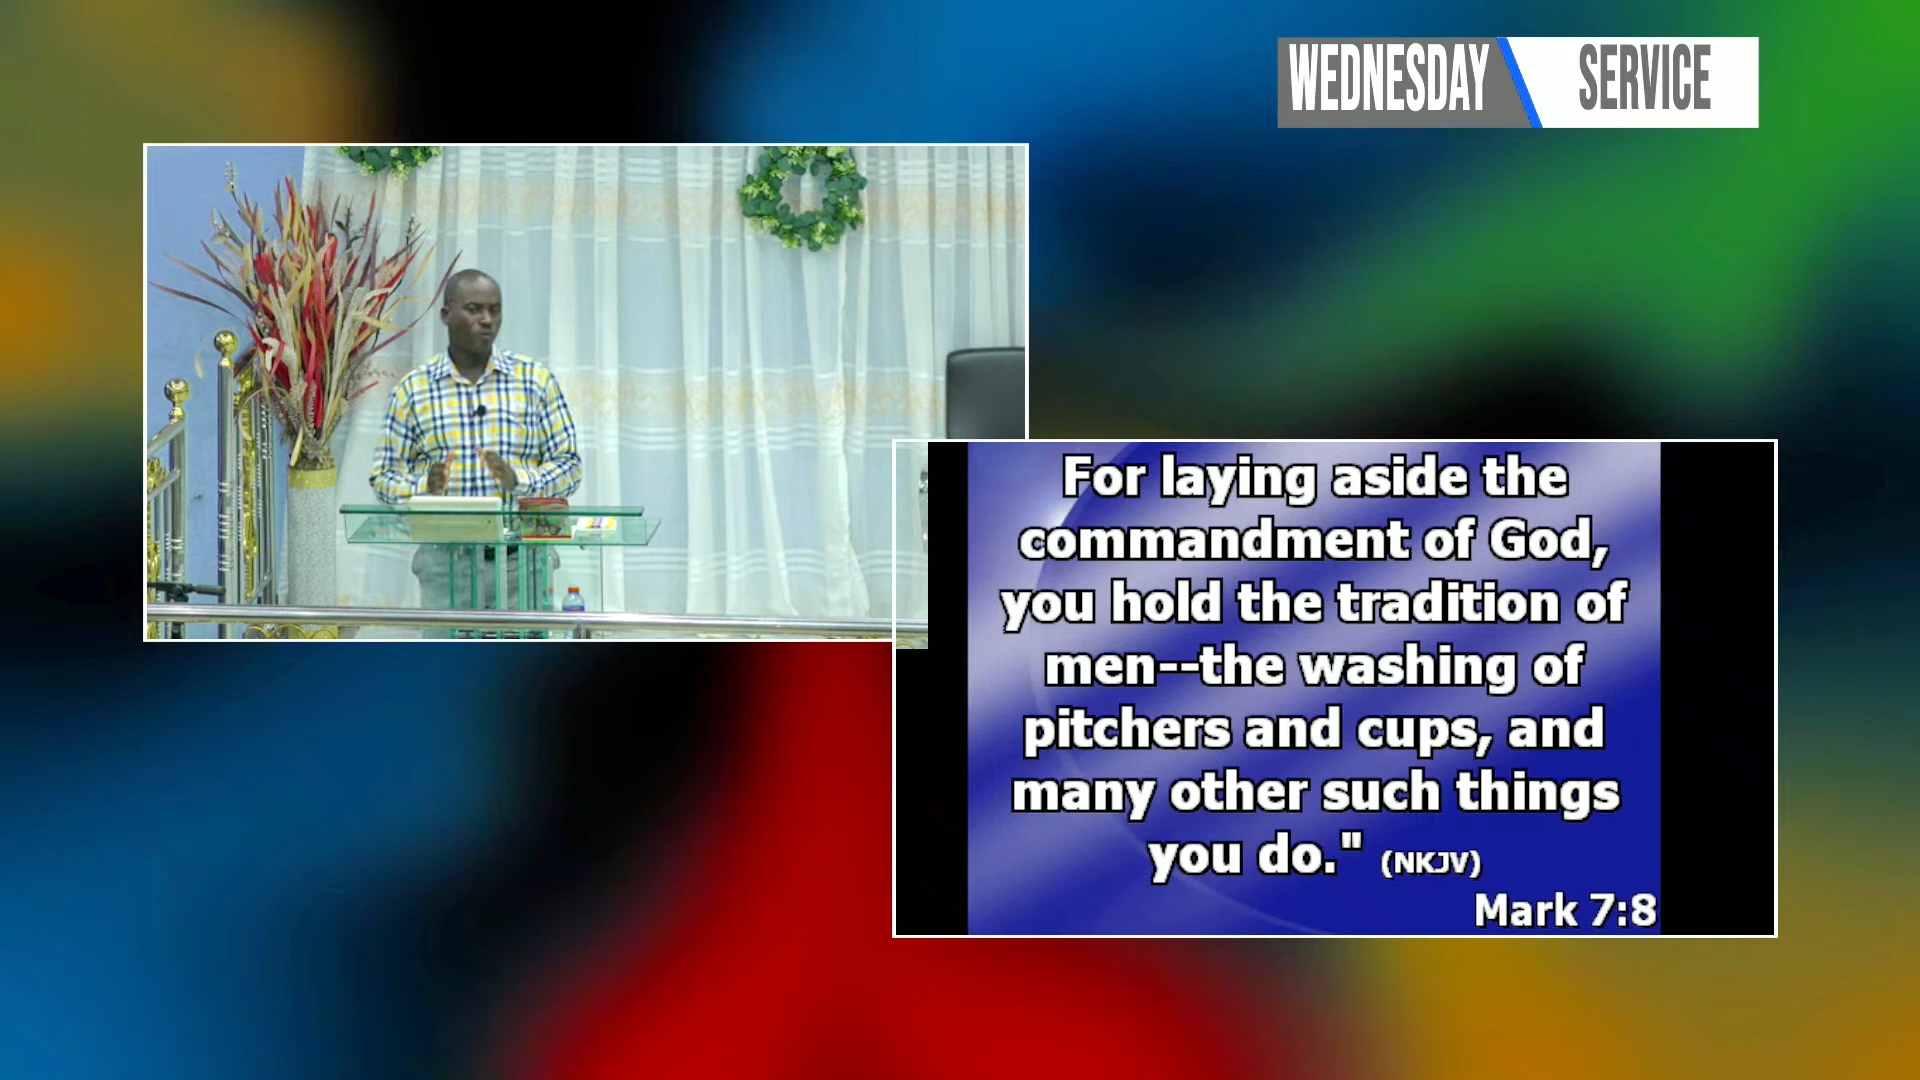 WEDNESDAY SERVICE
For laying aside the
commandment of God,
you hold the tradition of
men--the washing of
pitchers and cups, and
many other such things
you do." (NKJV)
Mark 7:8